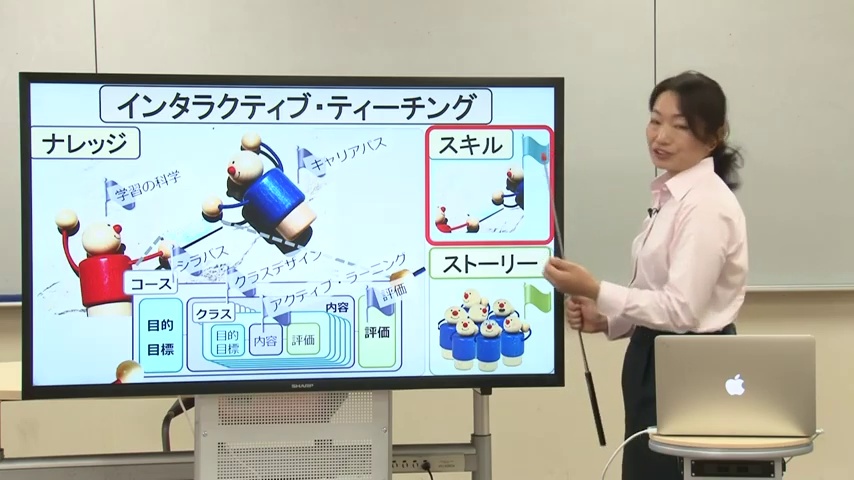 インタラクティブ・ティーチング
ナレッジ
学習の科学
キャリアパス
シラバス
クラスデザイン
アクティブ・ラーニング
評価
コース
目的
目標
クラス
内容
目的
目標
内容
評価
評価
スキル
ストーリー
SHARP